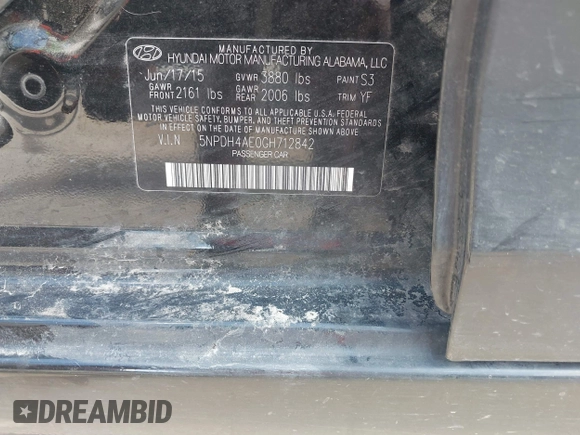 MANUFACTURED BY
HYUNDAI MOTOR MANUFACTURING ALABAMA, LLC
Jun/17/15 GVWR 3880 lbs PAINT S3
GAWR FRONT 2161 lbs GAWR REAR 2006 lbs TRIM YF
THIS VEHICLE CONFORMS TO ALL APPLICABLE U.S.A. FEDERAL
MOTOR VEHICLE SAFETY, BUMPER, AND THEFT PREVENTION
STANDARDS IN EFFECT ON THE DATE OF MANUFACTURE SHOWN ABOVE.
V.I.N 5NPDH4AE0GH712842
PASSENGER CAR
DREAMBID